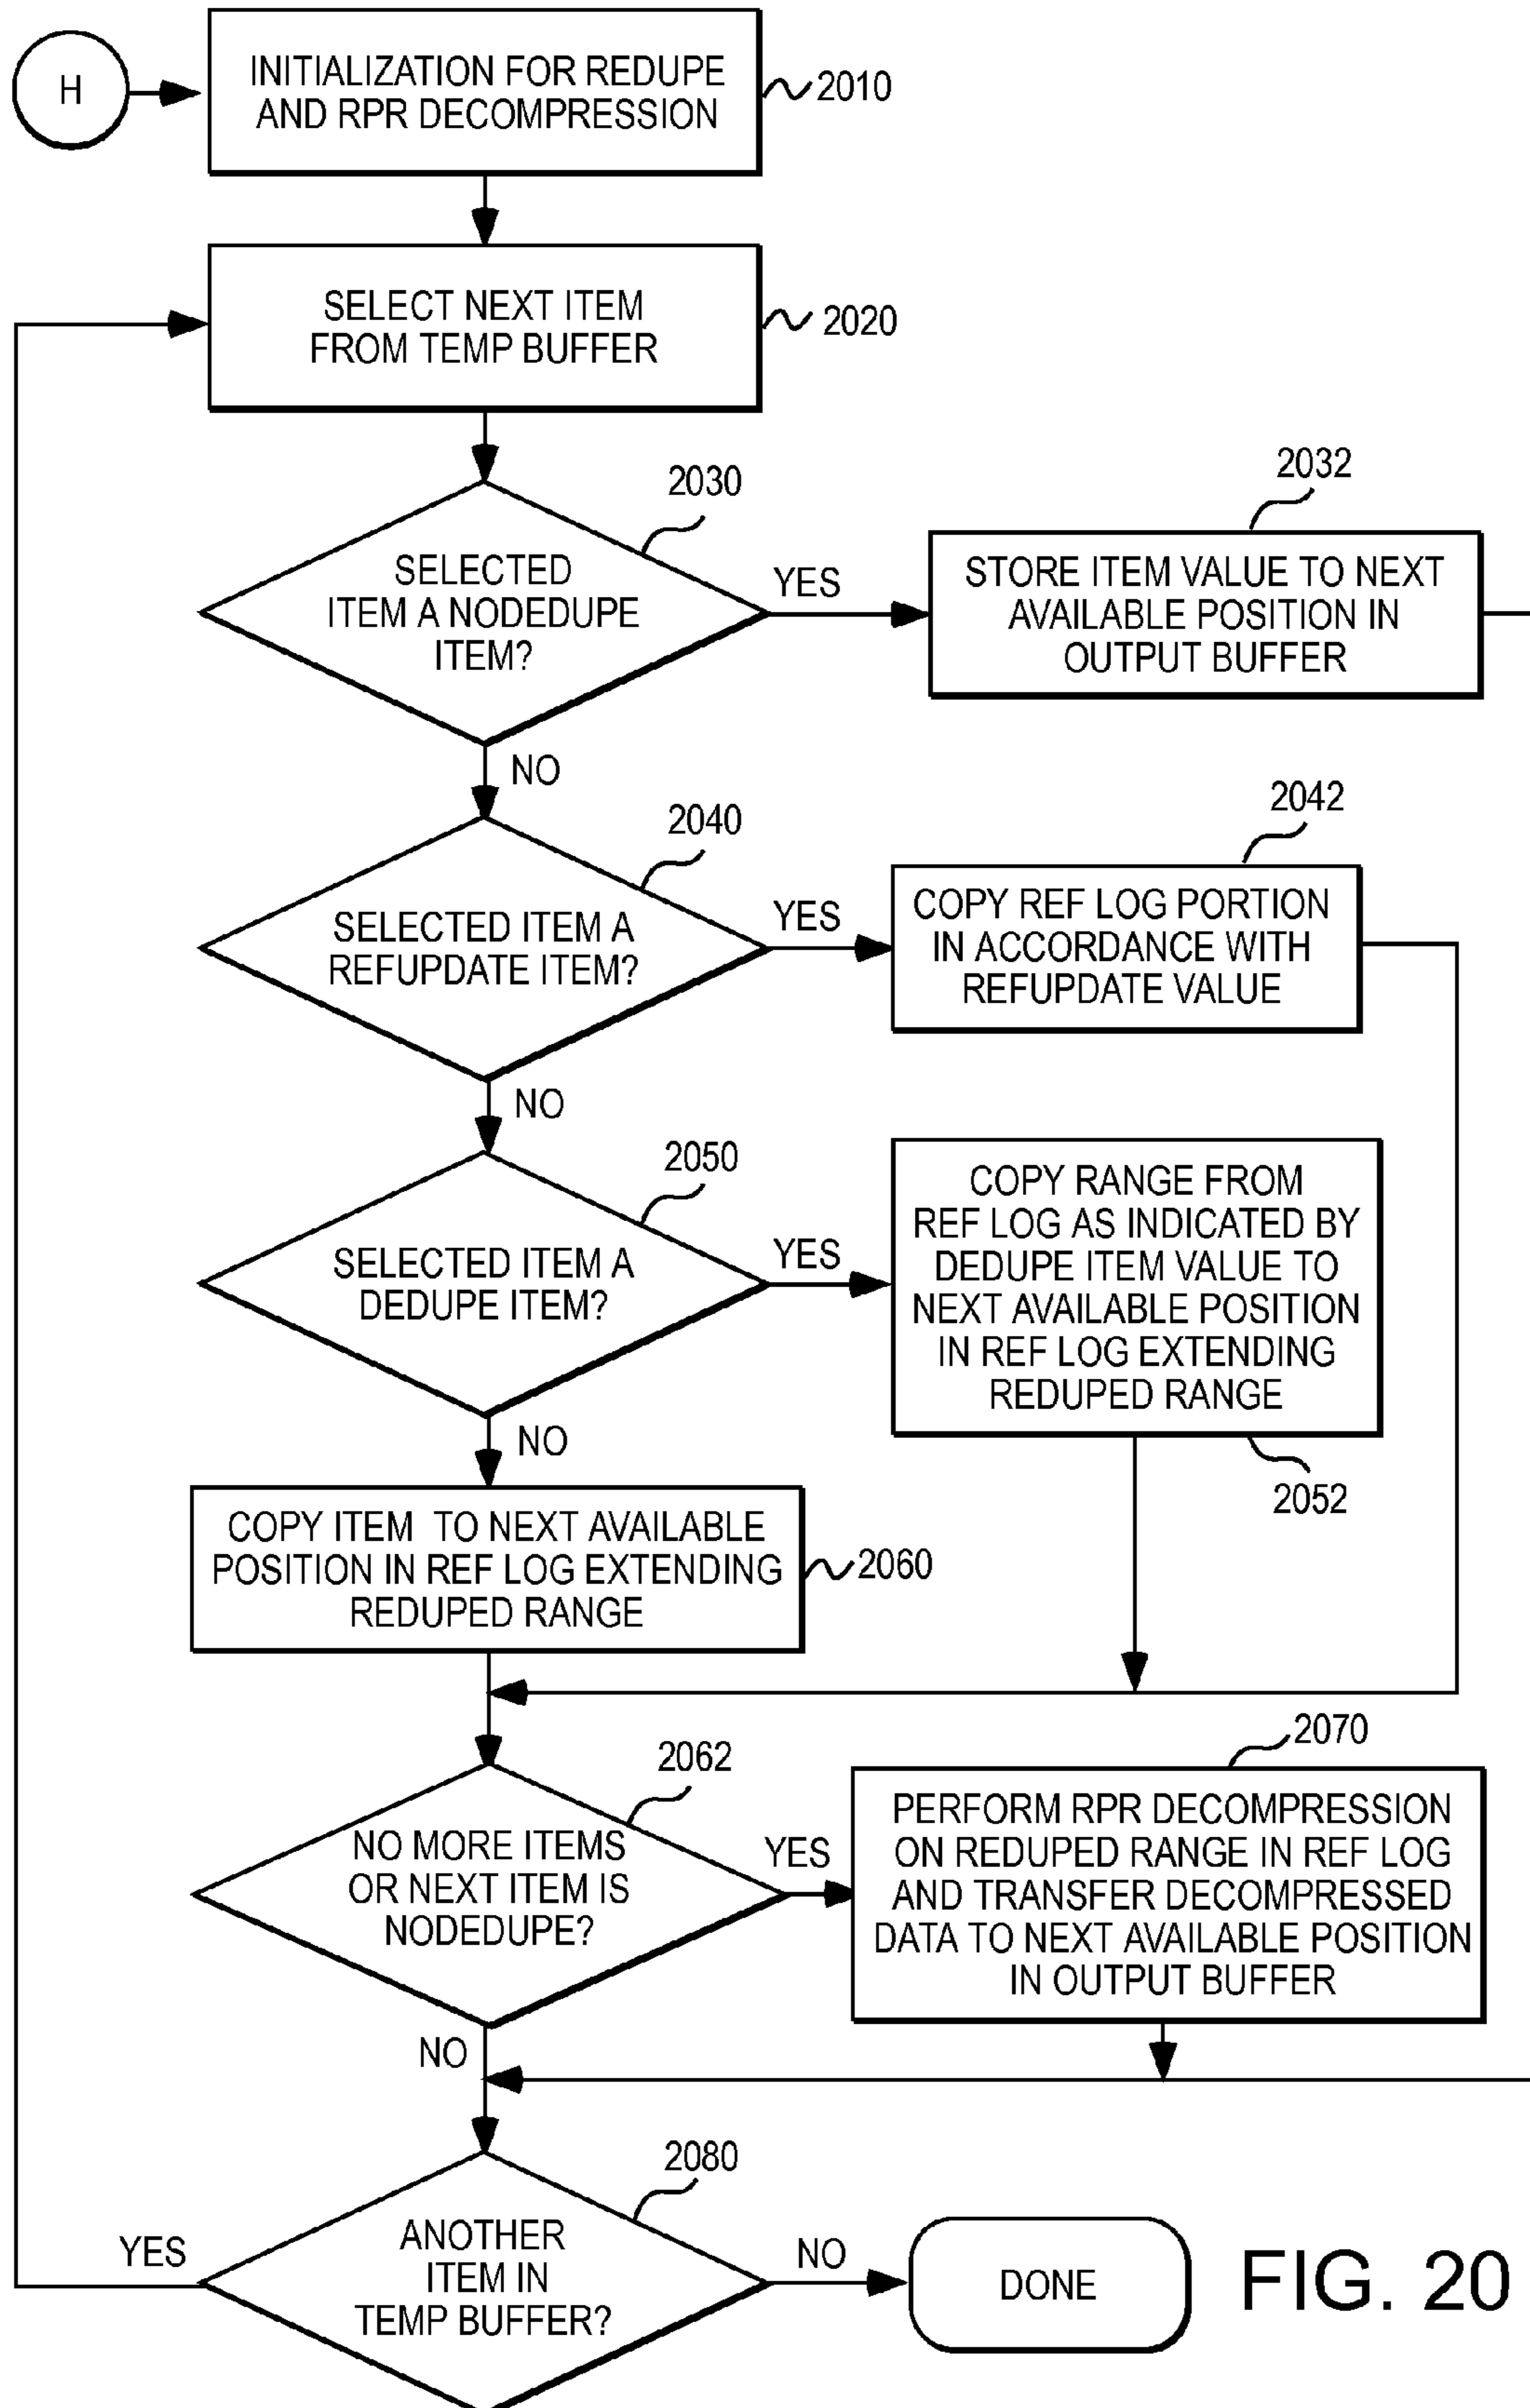 H
INITIALIZATION FOR REDUPE
AND RPR DECOMPRESSION
2010
SELECT NEXT ITEM
FROM TEMP BUFFER
2020
2030
SELECTED
ITEM A NODEDUPE
ITEM?
YES
2032
STORE ITEM VALUE TO NEXT
AVAILABLE POSITION IN
OUTPUT BUFFER
NO
2040
SELECTED ITEM A
REFUPDATE ITEM?
YES
2042
COPY REF LOG PORTION
IN ACCORDANCE WITH
REFUPDATE VALUE
NO
2050
SELECTED ITEM A
DEDUPE ITEM?
YES
COPY RANGE FROM
REF LOG AS INDICATED BY
DEDUPE ITEM VALUE TO
NEXT AVAILABLE POSITION
IN REF LOG EXTENDING
REDUPED RANGE
2052
NO
COPY ITEM TO NEXT AVAILABLE
POSITION IN REF LOG EXTENDING
REDUPED RANGE
2060
2062
NO MORE ITEMS
OR NEXT ITEM IS
NODEDUPE?
YES
2070
PERFORM RPR DECOMPRESSION
ON REDUPED RANGE IN REF LOG
AND TRANSFER DECOMPRESSED
DATA TO NEXT AVAILABLE POSITION
IN OUTPUT BUFFER
NO
2080
ANOTHER
ITEM IN
TEMP BUFFER?
YES
NO
DONE
FIG. 20